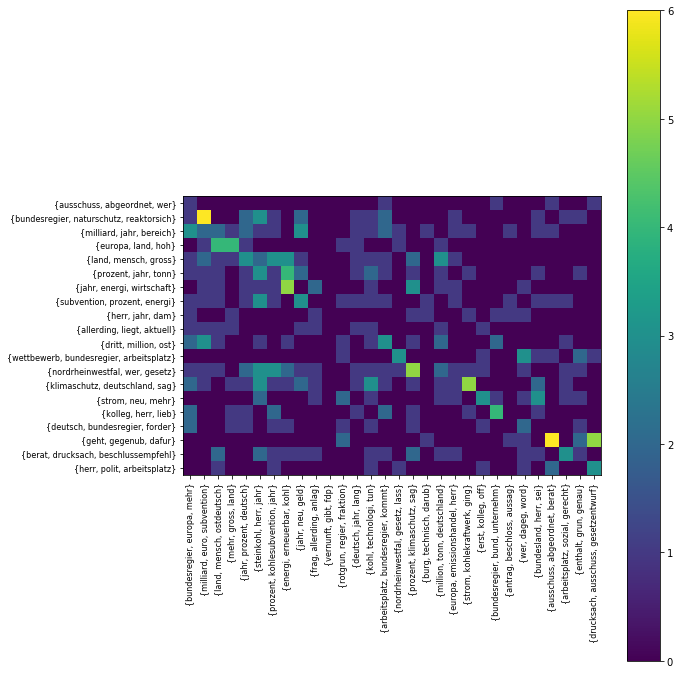 {ausschuss, abgeordnet, wer}
{bundesregier, naturschutz, reaktorsich}
{milliard, jahr, bereich}
{europa, land, hoh}
{land, mensch, gross}
{prozent, jahr, tonn}
{jahr, energi, wirtschaft}
{subvention, prozent, energi}
{herr, jahr, dam}
{allerding, liegt, aktuell}
{dritt, million, ost}
{wettbewerb, bundesregier, arbeitsplatz}
{nordrheinwestfal, wer, gesetz}
{klimaschutz, deutschland, sag}
{strom, neu, mehr}
{kolleg, herr, lieb}
{deutsch, bundesregier, forder}
{geht, gegenub, dafur}
{berat, drucksach, beschlussempfehl}
{herr, polit, arbeitsplatz}
{bundesregier, europa, mehr}
{milliard, euro, subvention}
{land, mensch, ostdeutsch}
{mehr, gross, land}
{jahr, prozent, deutsch}
{steinkohl, herr, jahr}
{prozent, kohlesubvention, jahr}
{energi, erneuerbar, kohl}
{jahr, neu, geld}
{frag, allerding, anlag}
{vernunft, gibt, fdp}
{rotgrun, regier, fraktion}
{deutsch, jahr, lang}
{kohl, technologi, tun}
{arbeitsplatz, bundesregier, kommt}
{nordrheinwestfal, gesetz, lass}
{prozent, klimaschutz, sag}
{burg, technisch, darub}
{million, tonn, deutschland}
{europa, emissionshandel, herr}
{strom, kohlekraftwerk, ging}
{erst, kolleg, off}
{bundesregier, bund, unternehm}
{antrag, beschloss, aussag}
{wer, dageg, word}
{bundesland, herr, sei}
{ausschuss, abgeordnet, berat}
{arbeitsplatz, sozial, gerecht}
{enthalt, grun, genau}
{drucksach, ausschuss, gesetzentwurf}
6
5
4
3
2
1
0